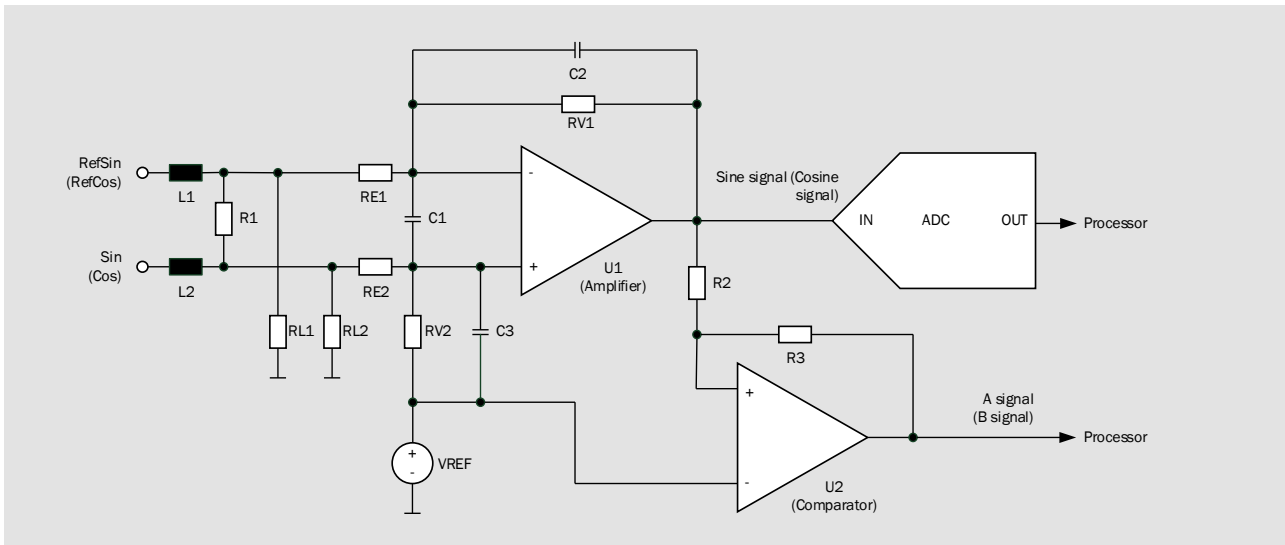 C2
RV1
RefSin
(RefCos)
L1
R1
RE1
C1
-
Sine signal (Cosine
signal)
IN
ADC
OUT
Processor
Sin
(Cos)
L2
RE2
+
U1
(Amplifier)
R2
RL1
RL2
RV2
C3
R3
+
A signal
(B signal)
Processor
+
-
VREF
-
U2
(Comparator)